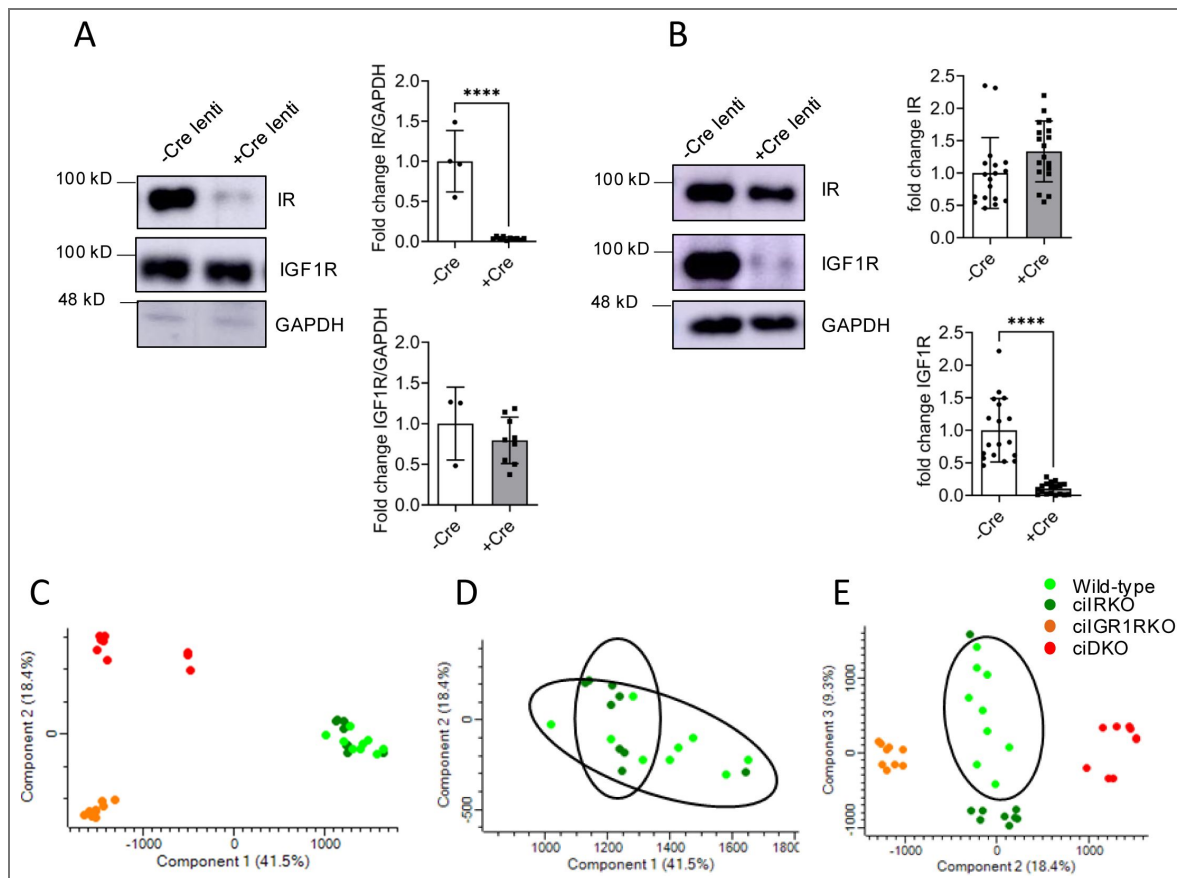 A
-Cre lenti
+Cre lenti
100 kD
IR
100 kD
IGF1R
48 kD
GAPDH
Fold change IR/GAPDH
2.0
1.5
1.0
0.5
0.0
****
-Cre
+Cre
Fold change IGF1R/GAPDH
2.0
1.5
1.0
0.5
0.0
-Cre
+Cre
B
-Cre lenti
+Cre lenti
100 kD
IR
100 kD
IGF1R
48 kD
GAPDH
fold change IR
2.5
2.0
1.5
1.0
0.5
0.0
-Cre
+Cre
fold change IGF1R
2.5
2.0
1.5
1.0
0.5
0.0
****
-Cre
+Cre
C
Component 2 (18.4%)
0
-1000
0
1000
Component 1 (41.5%)
D
Component 2 (18.4%)
0
-500
1000
1200
1400
1600
1800
Component 1 (41.5%)
E
Wild-type
ciIRKO
ciIGR1RKO
ciDKO
Component 3 (9.3%)
1000
0
-1000
-1000
0
1000
Component 2 (18.4%)